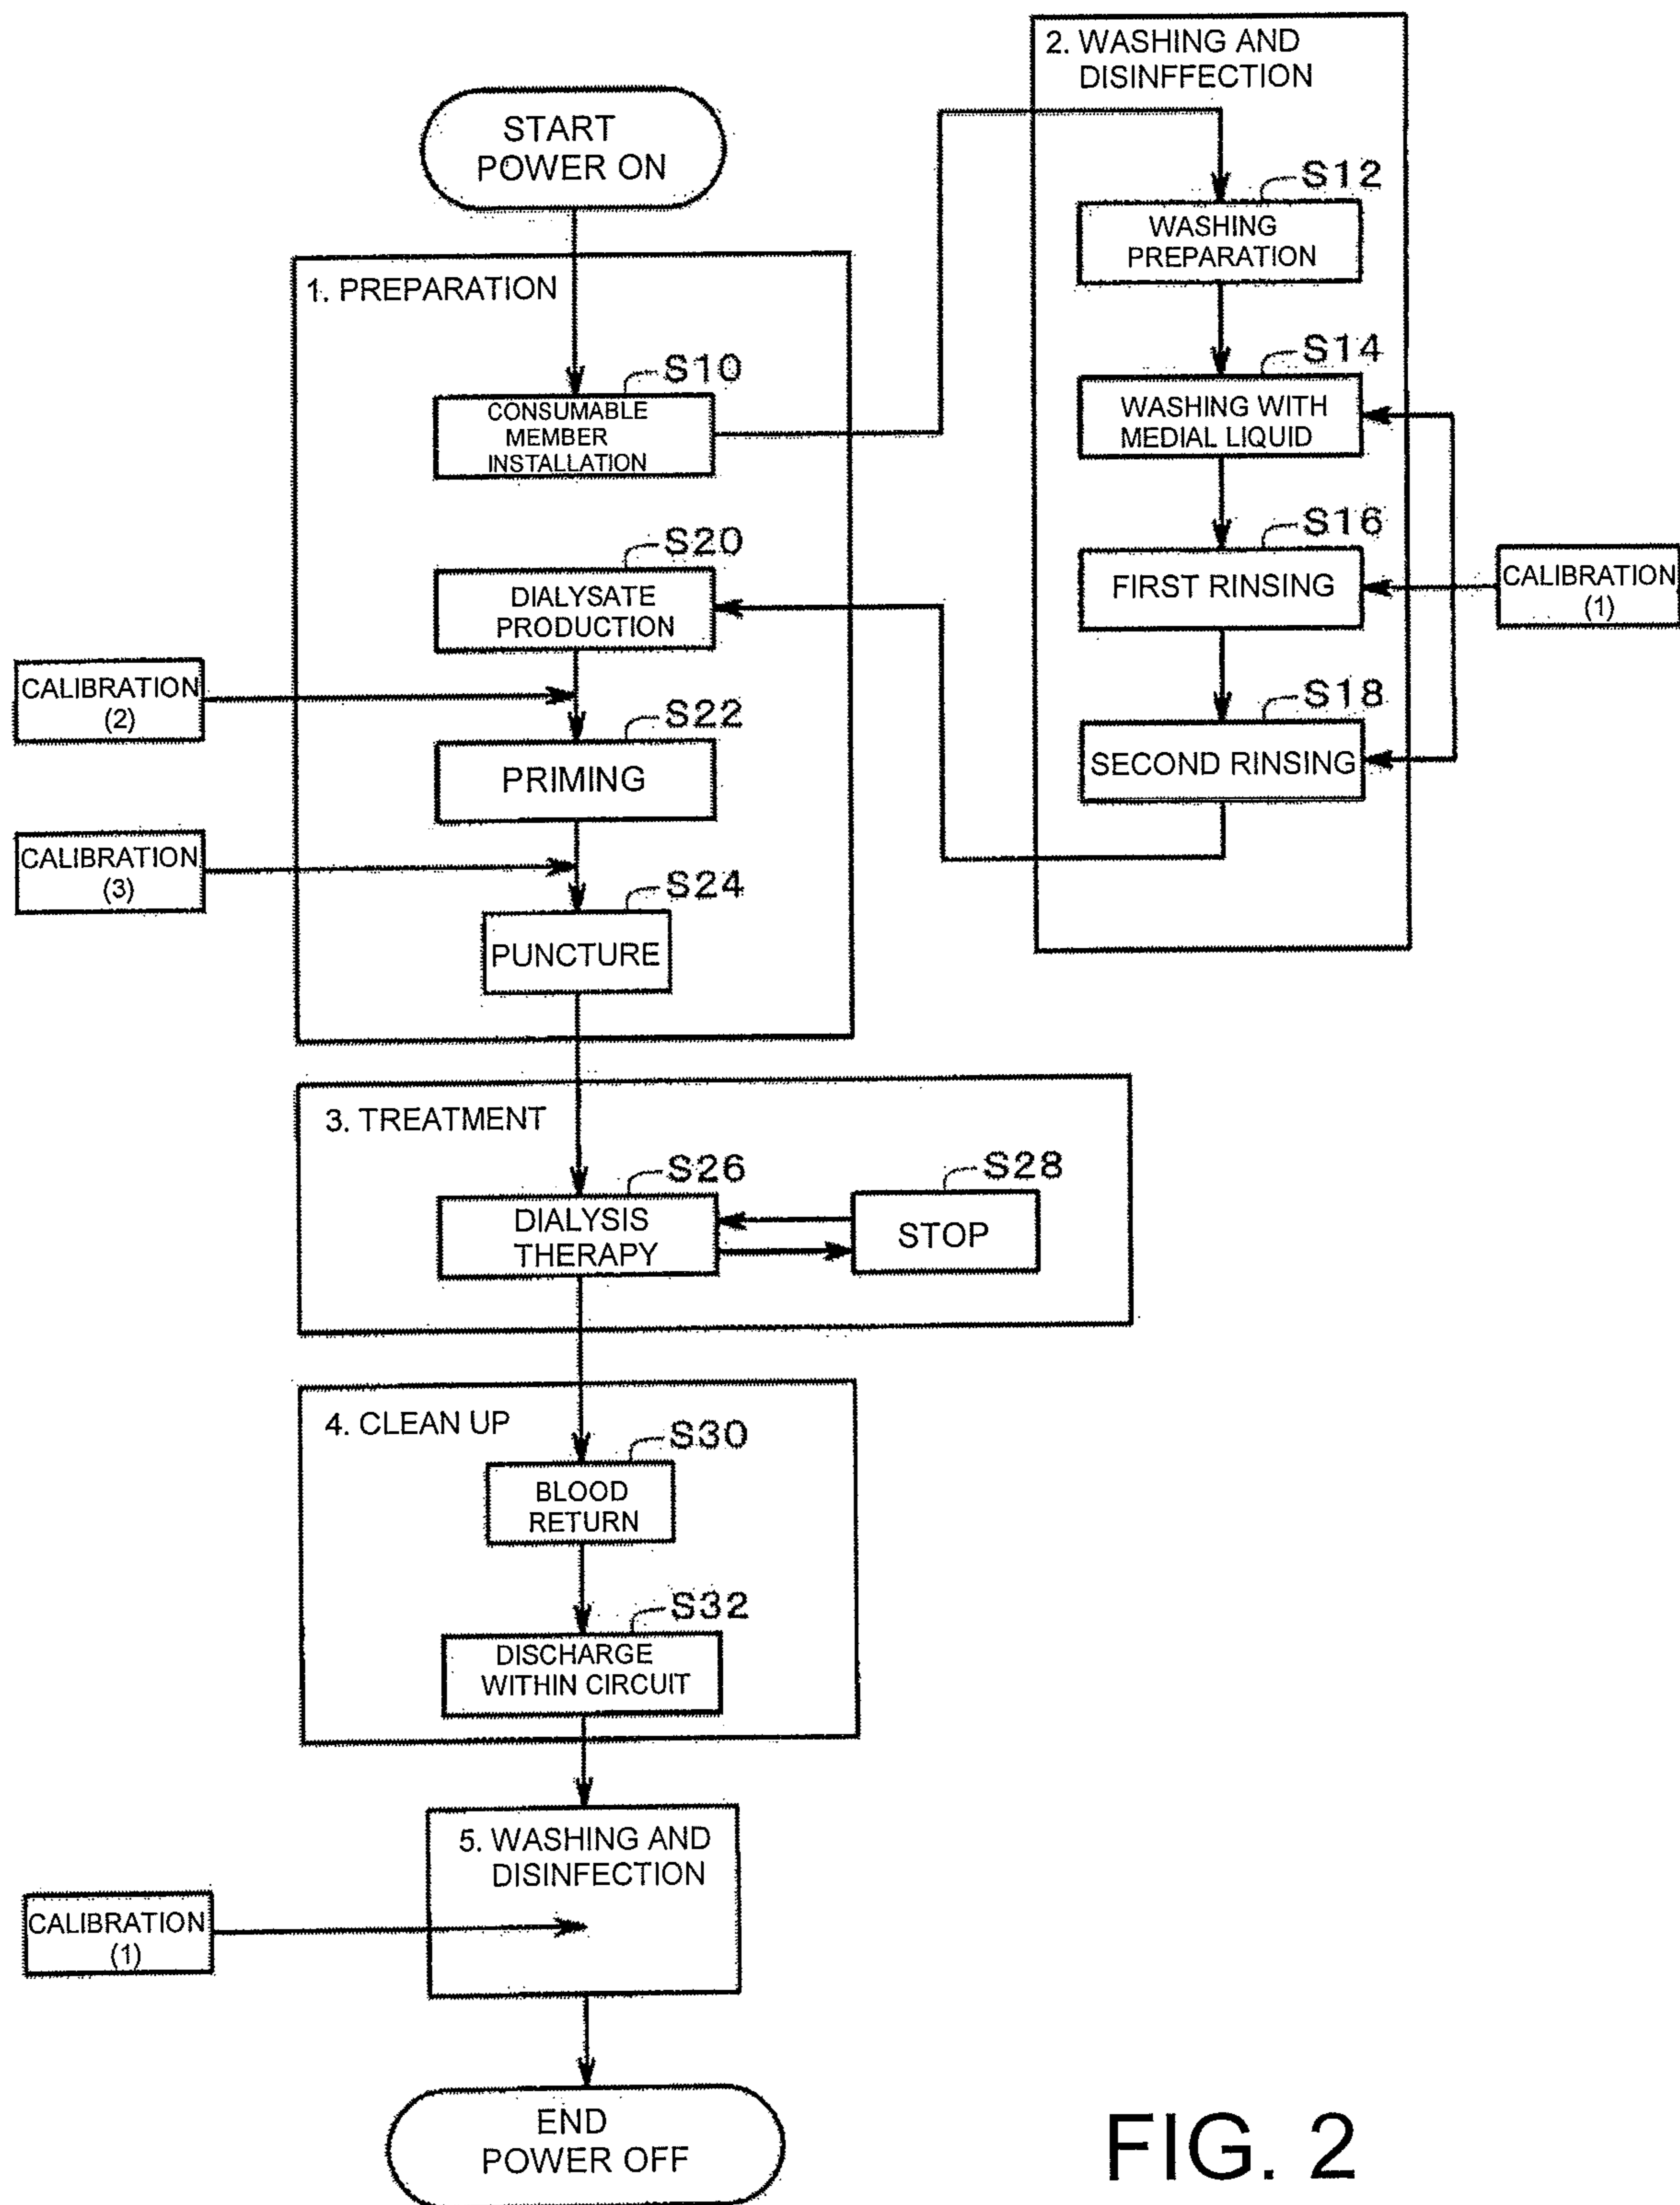 START
POWER ON
1. PREPARATION
S10
CONSUMABLE
MEMBER
INSTALLATION
2. WASHING AND
DISINFFECTION
S12
WASHING
PREPARATION
S14
WASHING WITH
MEDIAL LIQUID
S16
FIRST RINSING
CALIBRATION
(1)
S18
SECOND RINSING
S20
DIALYSATE
PRODUCTION
CALIBRATION
(2)
S22
PRIMING
CALIBRATION
(3)
S24
PUNCTURE
3. TREATMENT
S26
DIALYSIS
THERAPY
S28
STOP
4. CLEAN UP
S30
BLOOD
RETURN
S32
DISCHARGE
WITHIN CIRCUIT
5. WASHING AND
DISINFECTION
CALIBRATION
(1)
END
POWER OFF
FIG. 2